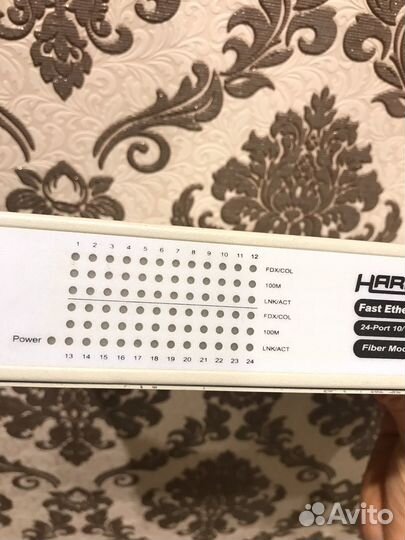 1 2 3 4 5 6 7 8 9 10 11 12
FDX/COL
100M
LNK/ACT
FDX/COL
100M
LNK/ACT
Power
13 14 15 16 17 18 19 20 21 22 23 24
HAR
Fast Ethe
24-Port 10/
Fiber Mod
Avito